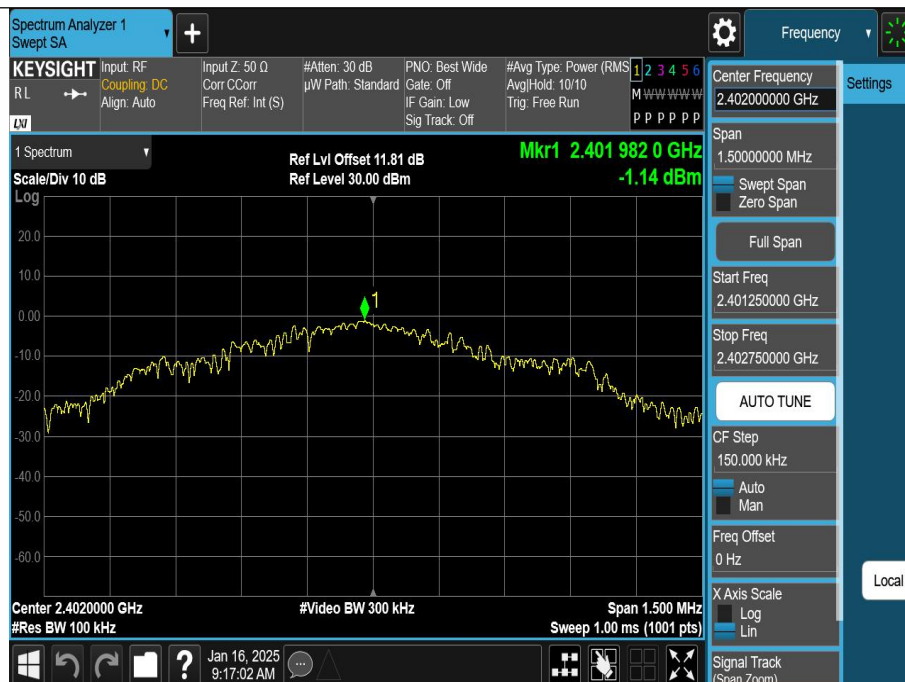 Spectrum Analyzer 1
Swept SA
+
Frequency
KEYSIGHT
RL
LXI
Input: RF
Coupling: DC
Align: Auto
Input Z: 50 Ω
Corr CCorr
Freq Ref: Int (S)
#Atten: 30 dB
µW Path: Standard
PNO: Best Wide
Gate: Off
IF Gain: Low
Sig Track: Off
#Avg Type: Power (RMS
Avg|Hold: 10/10
Trig: Free Run
1 2 3 4 5 6
M W W W W W
P P P P P P
1 Spectrum
Scale/Div 10 dB
Log
Ref Lvl Offset 11.81 dB
Ref Level 30.00 dBm
Mkr1 2.401 982 0 GHz
-1.14 dBm
20.0
10.0
0.00
-10.0
-20.0
-30.0
-40.0
-50.0
-60.0
1
Center 2.4020000 GHz
#Res BW 100 kHz
#Video BW 300 kHz
Span 1.500 MHz
Sweep 1.00 ms (1001 pts)
Center Frequency
2.402000000 GHz
Span
1.50000000 MHz
Swept Span
Zero Span
Full Span
Start Freq
2.401250000 GHz
Stop Freq
2.402750000 GHz
AUTO TUNE
CF Step
150.000 kHz
Auto
Man
Freq Offset
0 Hz
X Axis Scale
Log
Lin
Signal Track
(Span Zoom)
Settings
Local
?
Jan 16, 2025
9:17:02 AM